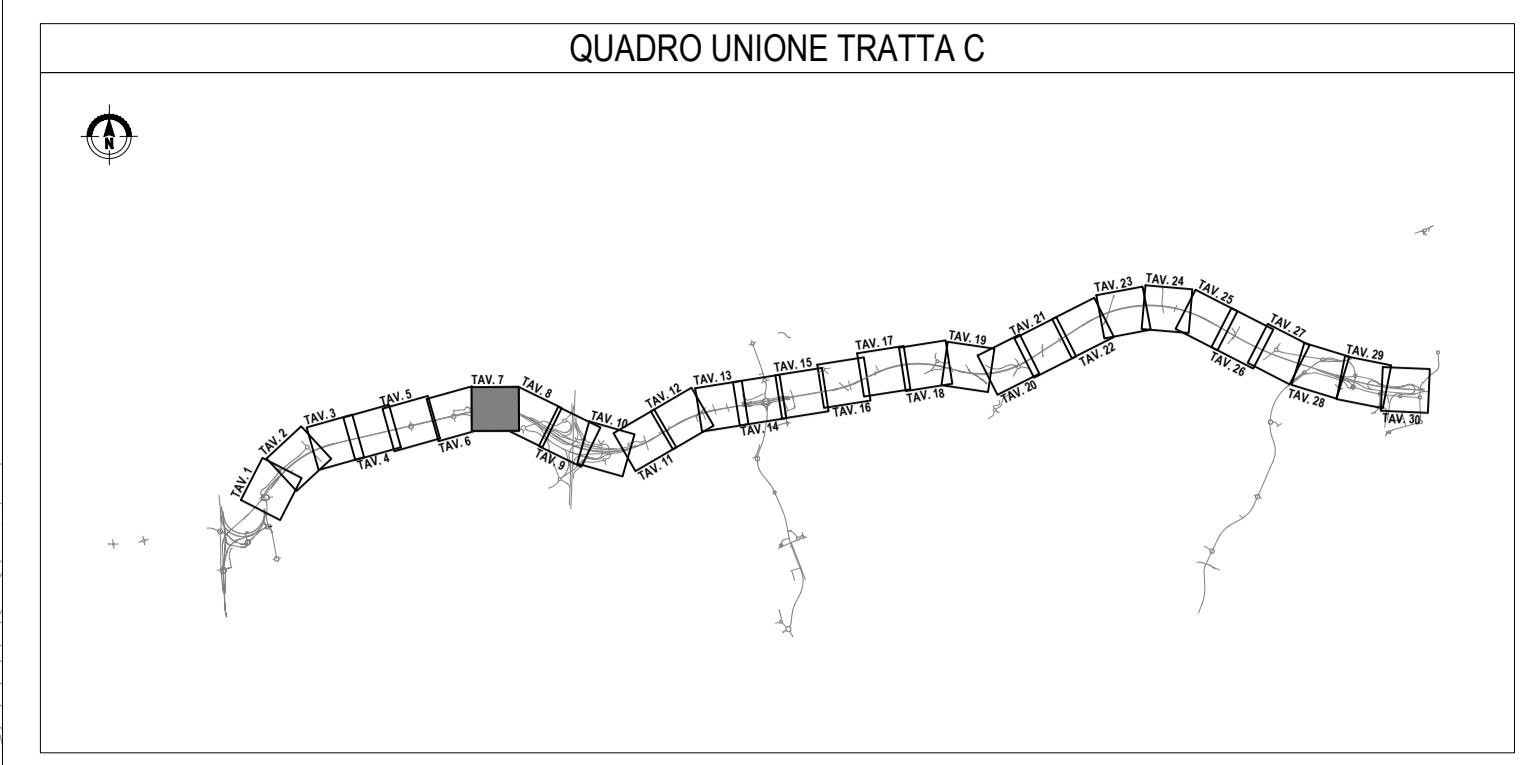 QUADRO UNIONE TRATTA C
N
TAV. 1
TAV. 2
TAV. 3
TAV. 4
TAV. 5
TAV. 6
TAV. 7
TAV. 8
TAV. 9
TAV. 10
TAV. 11
TAV. 12
TAV. 13
TAV. 14
TAV. 15
TAV. 16
TAV. 17
TAV. 18
TAV. 19
TAV. 20
TAV. 21
TAV. 22
TAV. 23
TAV. 24
TAV. 25
TAV. 26
TAV. 27
TAV. 28
TAV. 29
TAV. 30